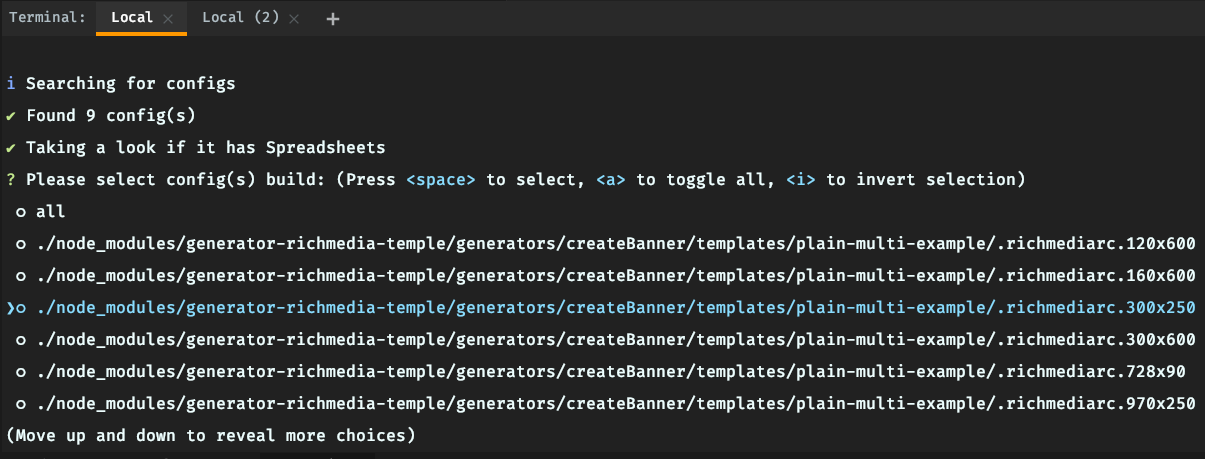 Terminal: Local × Local (2) × +
i Searching for configs
✔ Found 9 config(s)
✔ Taking a look if it has Spreadsheets
? Please select config(s) build: (Press <space> to select, <a> to toggle all, <i> to invert selection)
○ all
○ ./node_modules/generator-richmedia-temple/generators/createBanner/templates/plain-multi-example/.richmediarc.120x600
○ ./node_modules/generator-richmedia-temple/generators/createBanner/templates/plain-multi-example/.richmediarc.160x600
❯○ ./node_modules/generator-richmedia-temple/generators/createBanner/templates/plain-multi-example/.richmediarc.300x250
○ ./node_modules/generator-richmedia-temple/generators/createBanner/templates/plain-multi-example/.richmediarc.300x600
○ ./node_modules/generator-richmedia-temple/generators/createBanner/templates/plain-multi-example/.richmediarc.728x90
○ ./node_modules/generator-richmedia-temple/generators/createBanner/templates/plain-multi-example/.richmediarc.970x250
(Move up and down to reveal more choices)